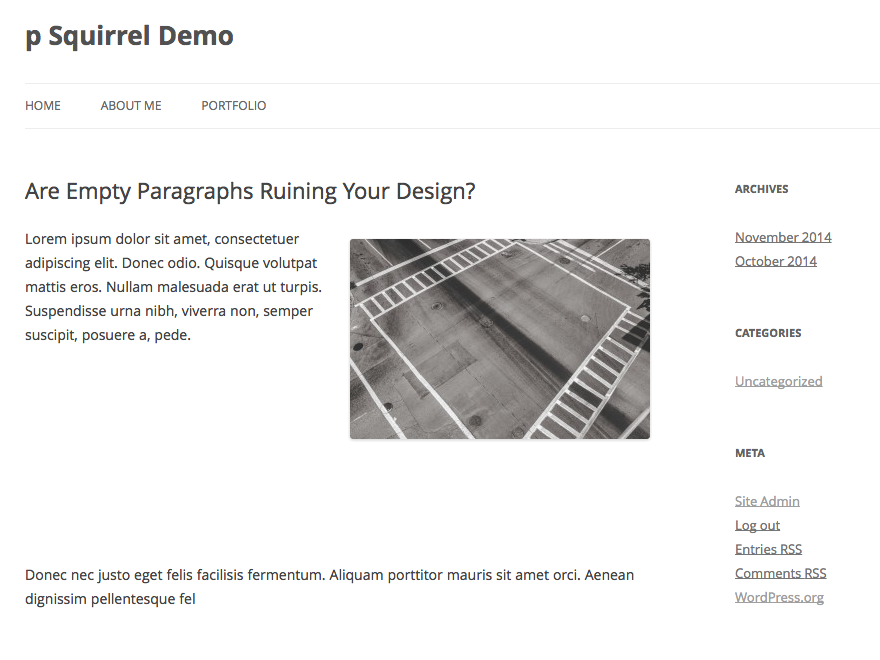 p Squirrel Demo
HOME
ABOUT ME
PORTFOLIO
Are Empty Paragraphs Ruining Your Design?
Lorem ipsum dolor sit amet, consectetuer
adipiscing elit. Donec odio. Quisque volutpat
mattis eros. Nullam malesuada erat ut turpis.
Suspendisse urna nibh, viverra non, semper
suscipit, posuere a, pede.
Donec nec justo eget felis facilisis fermentum. Aliquam porttitor mauris sit amet orci. Aenean
dignissim pellentesque fel
ARCHIVES
November 2014
October 2014
CATEGORIES
Uncategorized
META
Site Admin
Log out
Entries RSS
Comments RSS
WordPress.org